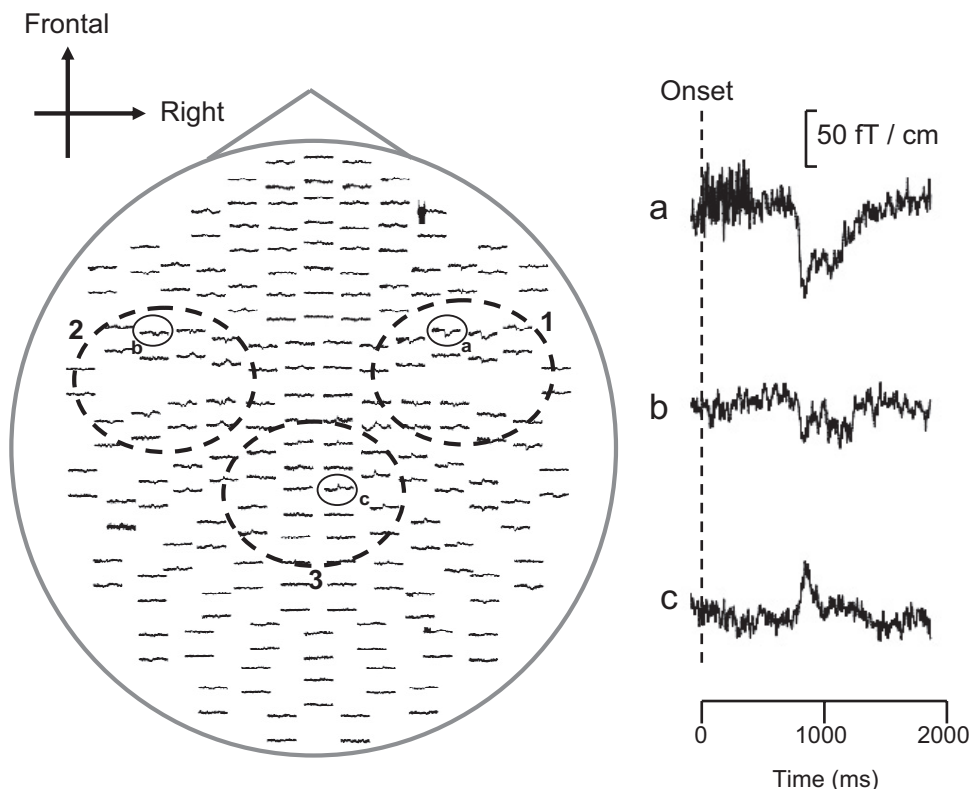 Frontal
Right
2
1
b
a
c
3
Onset
50 fT / cm
a
b
c
0
1000
2000
Time (ms)